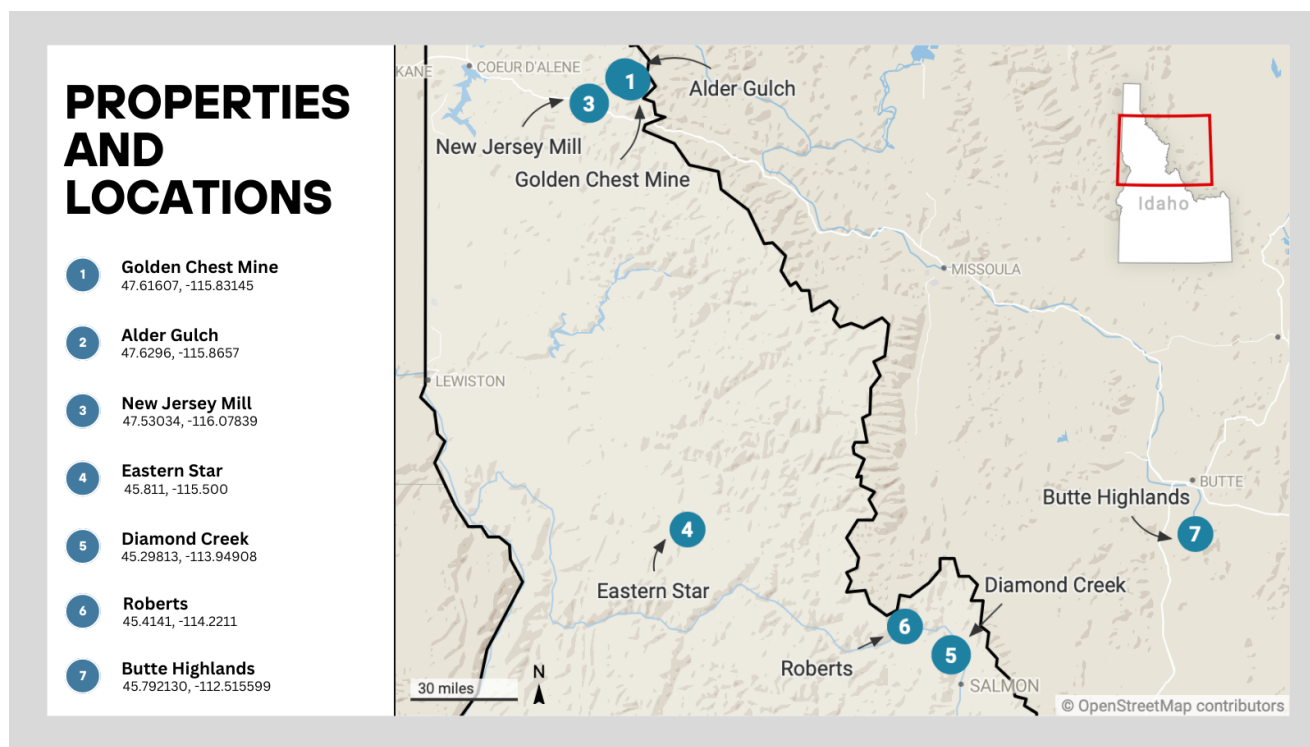 PROPERTIES
AND
LOCATIONS
1
Golden Chest Mine
47.61607, -115.83145
2
Alder Gulch
47.6296, -115.8657
3
New Jersey Mill
47.53034, -116.07839
4
Eastern Star
45.811, -115.500
5
Diamond Creek
45.29813, -113.94908
6
Roberts
45.4141, -114.2211
7
Butte Highlands
45.792130, -112.515599
KANE
COEUR D'ALENE
1
Alder Gulch
3
New Jersey Mill
Golden Chest Mine
Idaho
MISSOULA
LEWISTON
BUTTE
Butte Highlands
7
4
Eastern Star
Diamond Creek
6
Roberts
5
SALMON
N
30 miles
© OpenStreetMap contributors